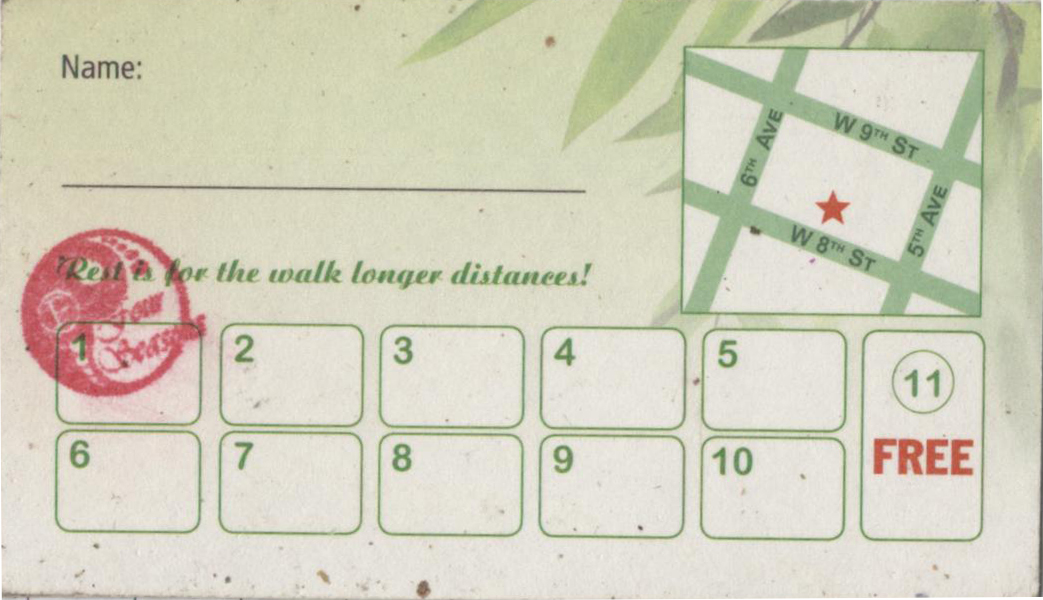 Name:
W 9TH ST
6TH AVE
5TH AVE
W 8TH ST
Rest is for the walk longer distances!
Four
Seasons
1
2
3
4
5
11
FREE
6
7
8
9
10